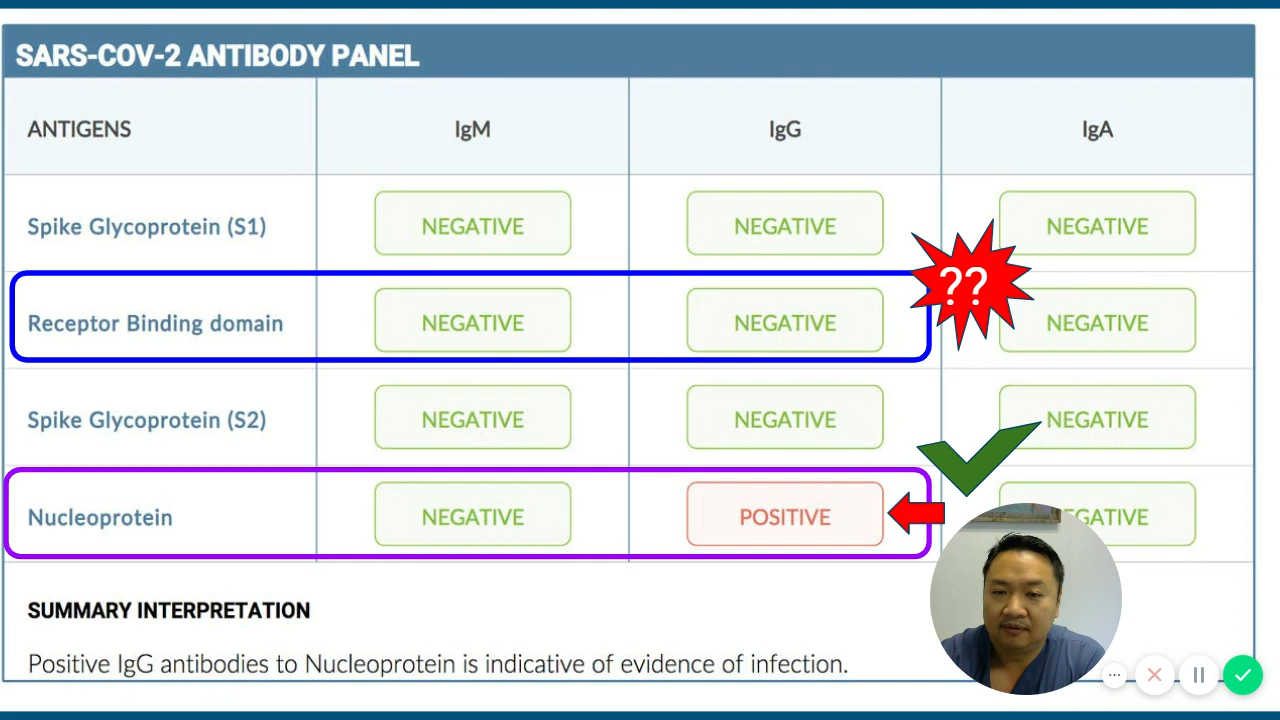 SARS-COV-2 ANTIBODY PANEL
ANTIGENS IgM IgG IgA
Spike Glycoprotein (S1) NEGATIVE NEGATIVE NEGATIVE
??
Receptor Binding domain NEGATIVE NEGATIVE NEGATIVE
Spike Glycoprotein (S2) NEGATIVE NEGATIVE NEGATIVE
Nucleoprotein NEGATIVE POSITIVE EGATIVE
SUMMARY INTERPRETATION
Positive IgG antibodies to Nucleoprotein is indicative of evidence of infection.